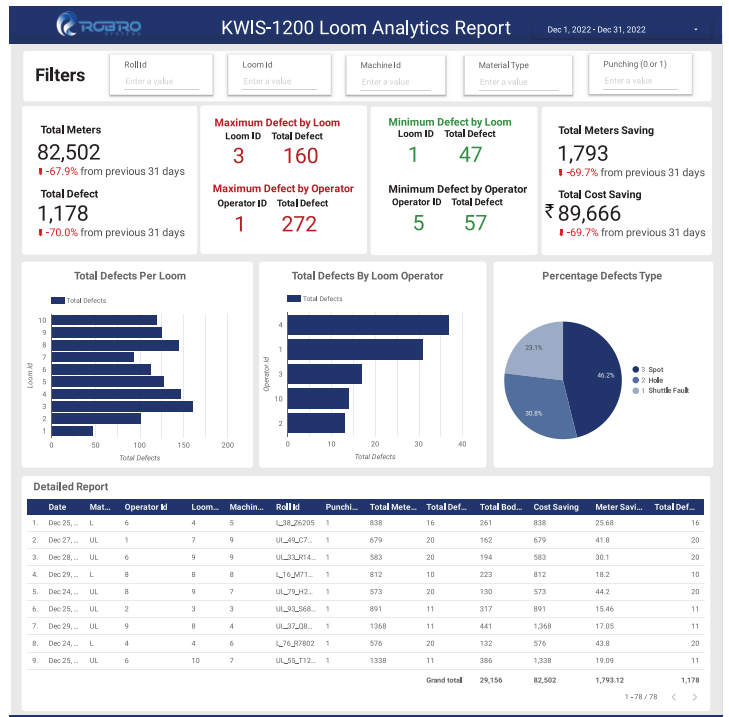 ROBRO
SYSTEMS
KWIS-1200 Loom Analytics Report
Dec 1, 2022 - Dec 31, 2022
Filters
Roll Id
Enter a value
Loom Id
Enter a value
Machine Id
Enter a value
Material Type
Enter a value
Punching (0 or 1)
Enter a value
Total Meters
82,502
-67.9% from previous 31 days
Total Defect
1,178
-70.0% from previous 31 days
Maximum Defect by Loom
Loom ID Total Defect
3 160
Maximum Defect by Operator
Operator ID Total Defect
1 272
Minimum Defect by Loom
Loom ID Total Defect
1 47
Minimum Defect by Operator
Operator ID Total Defect
5 57
Total Meters Saving
1,793
-69.7% from previous 31 days
Total Cost Saving
₹ 89,666
-69.7% from previous 31 days
Total Defects Per Loom
Total Defects
Loom Id
10
9
8
7
6
5
4
3
2
1
0 50 100 150 200
Total Defects
Total Defects By Loom Operator
Total Defects
Operator Id
4
1
3
10
2
0 10 20 30 40
Total Defects
Percentage Defects Type
23.1%
46.2%
30.8%
3 Spot
2 Hole
1 Shuttle Fault
Detailed Report
Date Mat... Operator Id Loom... Machin... Roll Id Punchi... Total Mete... Total Def... Total Bod... Cost Saving Meter Savi... Total Def...
1. Dec 25, ... L 6 4 5 L_38_Z6205 1 838 16 261 838 25.68 16
2. Dec 27, ... UL 1 7 9 UL_49_C7... 1 679 20 162 679 41.8 20
3. Dec 28, ... UL 6 9 9 UL_33_R14... 1 583 20 194 583 30.1 20
4. Dec 29, ... L 8 8 8 L_16_M71... 1 812 10 223 812 18.2 10
5. Dec 24, ... UL 8 9 7 UL_79_H2... 1 573 20 130 573 44.2 20
6. Dec 25, ... UL 2 3 3 UL_93_S68... 1 891 11 317 891 15.46 11
7. Dec 29, ... UL 9 8 4 UL_37_Q8... 1 1368 11 441 1,368 17.05 11
8. Dec 24, ... L 4 4 6 L_76_R7802 1 576 20 132 576 43.8 20
9. Dec 25, ... UL 6 10 7 UL_55_T12... 1 1338 11 386 1,338 19.09 11
Grand total 29,156 82,502 1,793.12 1,178
1 - 78 / 78 < >